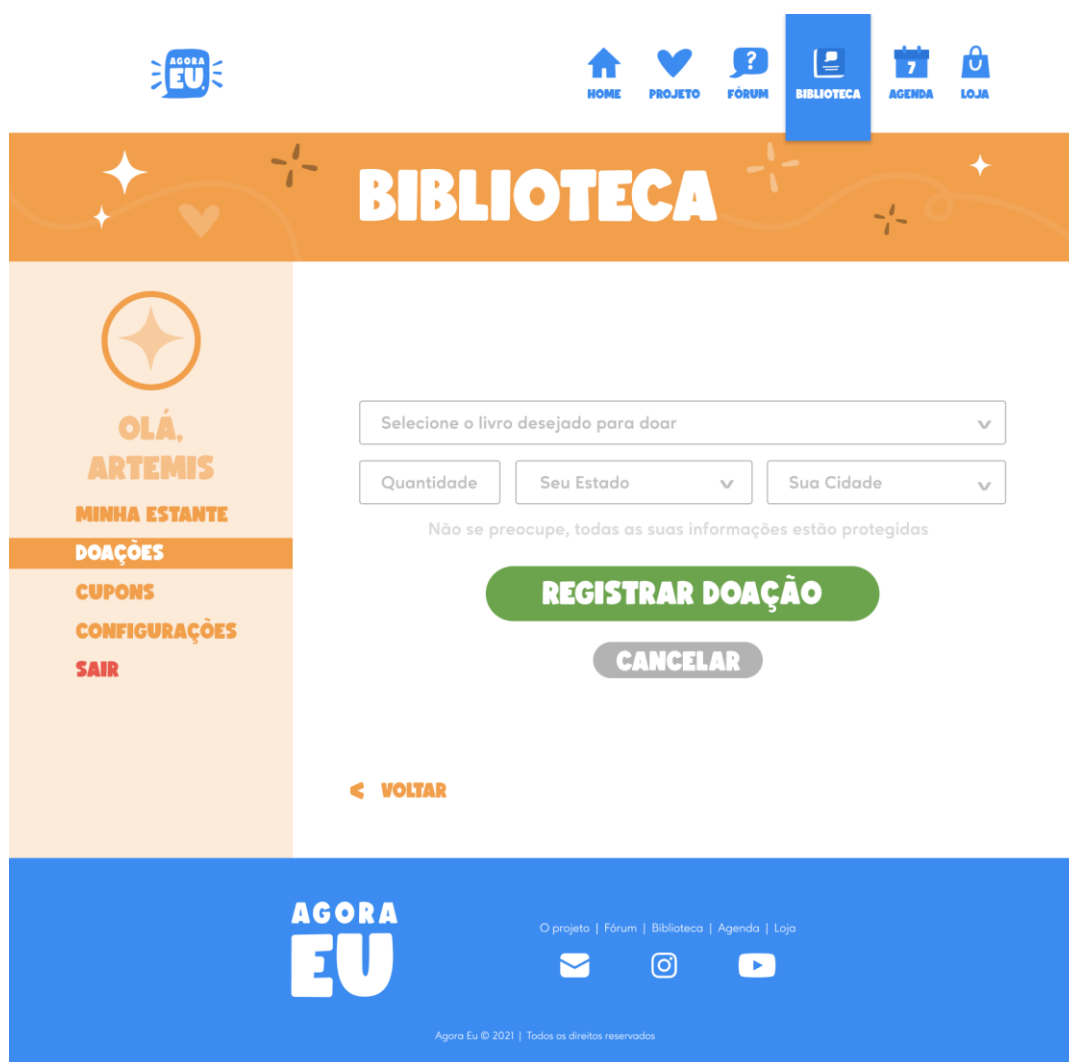 AGORA
EU,
HOME
PROJETO
?
FÓRUM
BIBLIOTECA
7
AGENDA
LOJA
BIBLIOTECA
OLÁ,
ARTEMIS
MINHA ESTANTE
DOAÇÕES
CUPONS
CONFIGURAÇÕES
SAIR
Selecione o livro desejado para doar
Quantidade
Seu Estado
Sua Cidade
Não se preocupe, todas as suas informações estão protegidas
REGISTRAR DOAÇÃO
CANCELAR
< VOLTAR
AGORA
EU
O projeto | Fórum | Biblioteca | Agenda | Loja
Agora Eu © 2021 | Todos os direitos reservados